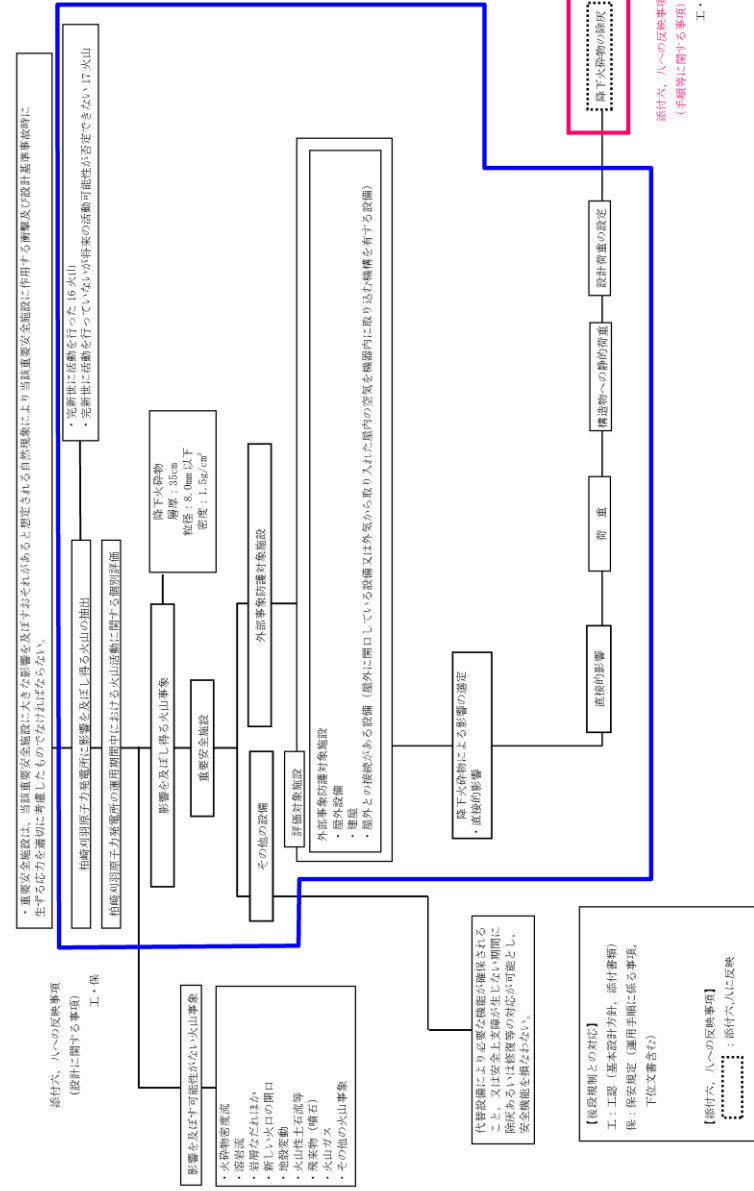 ・重要安全施設は、当該重要安全施設に大きな影響を及ぼすおそれがあると想定される自然現象により当該重要安全施設に作用する衝撃及び設計基準事故時に
生ずる応力を適切に考慮したものでなければならない。
添付六、八への反映事項
(設計に関する事項)
工・保
柏崎刈羽原子力発電所に影響を及ぼし得る火山の抽出
・完新世に活動を行った 16 火山
・完新世に活動を行っていないが将来の活動可能性が否定できない 17 火山
柏崎刈羽原子力発電所の運用期間中における火山活動に関する個別評価
影響を及ぼす可能性がない火山事象
・火砕物密度流
・溶岩流
・岩屑なだれほか
・新しい火口の開口
・地殻変動
・火山性土石流等
・飛来物（噴石）
・火山ガス
・その他の火山事象
影響を及ぼし得る火山事象
降下火砕物
層厚：35cm
粒径：8.0mm 以下
密度：1.5g/cm³
重要安全施設
その他の設備
外部事象防護対象施設
評価対象施設
外部事象防護対象施設
・屋外設備
・建屋
・屋外との接続がある設備（屋外に開口している設備又は外気から取り入れた屋内の空気を機器内に取り込む機構を有する設備）
代替設備により必要な機能が確保される
こと、又は安全上支障が生じない期間に
除灰あるいは修復等の対応が可能とし、
安全機能を損なわない。
降下火砕物による影響の選定
・直接的影響
直接的影響
荷　重
構造物への静的荷重
設計荷重の設定
降下火砕物の除灰
添付六、八への反映事項
(手順等に関する事項)
工・
【後段規制との対応】
工：工認（基本設計方針、添付書類）
保：保安規定（運用手順に係る事項、
下位文書含む）
【添付六、八への反映事項】
：添付六、八に反映